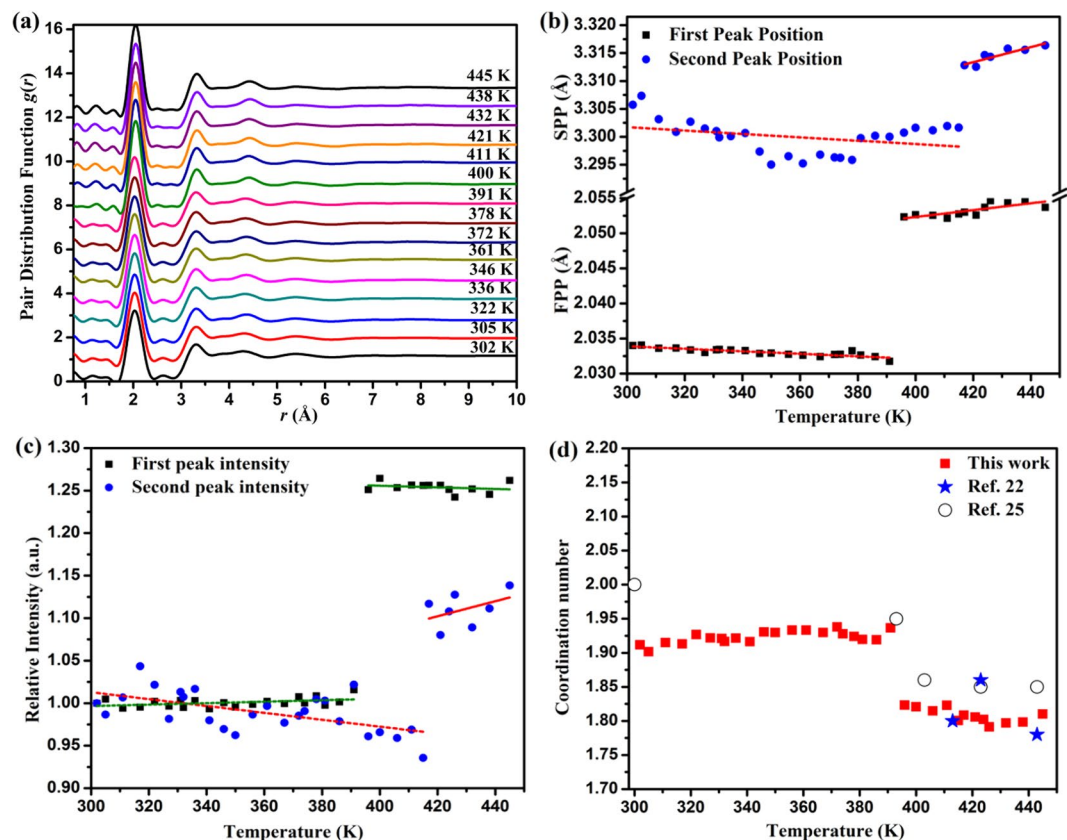 (a)
Pair Distribution Function g(r)
16
14
12
10
8
6
4
2
0
445 K
438 K
432 K
421 K
411 K
400 K
391 K
378 K
372 K
361 K
346 K
336 K
322 K
305 K
302 K
1 2 3 4 5 6 7 8 9 10
r (Å)
(b)
First Peak Position
Second Peak Position
SPP (Å)
3.320
3.315
3.310
3.305
3.300
3.295
FPP (Å)
2.055
2.050
2.045
2.040
2.035
2.030
300 320 340 360 380 400 420 440
Temperature (K)
(c)
First peak intensity
Second peak intensity
Relative Intensity (a.u.)
1.30
1.25
1.20
1.15
1.10
1.05
1.00
0.95
0.90
300 320 340 360 380 400 420 440
Temperature (K)
(d)
This work
Ref. 22
Ref. 25
Coordination number
2.20
2.15
2.10
2.05
2.00
1.95
1.90
1.85
1.80
1.75
1.70
300 320 340 360 380 400 420 440
Temperature (K)